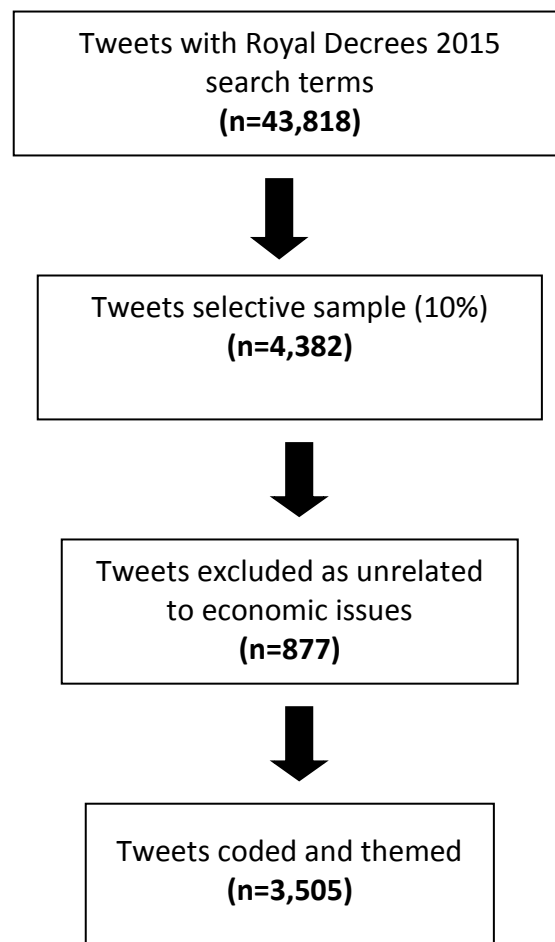 Tweets with Royal Decrees 2015
search terms
(n=43,818)
Tweets selective sample (10%)
(n=4,382)
Tweets excluded as unrelated
to economic issues
(n=877)
Tweets coded and themed
(n=3,505)